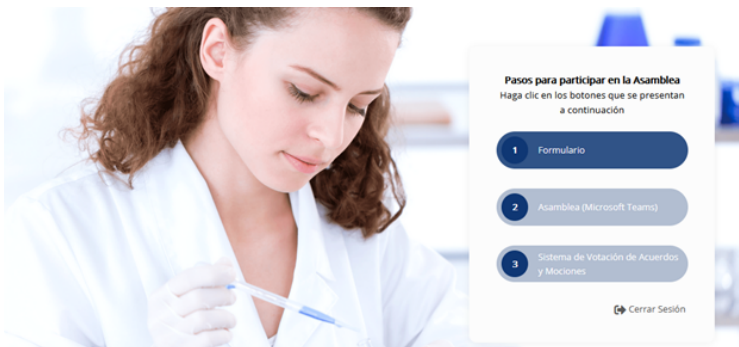 Pasos para participar en la Asamblea
Haga clic en los botones que se presentan
a continuación
1 Formulario
2 Asamblea (Microsoft Teams)
3 Sistema de Votación de Acuerdos
y Mociones
Cerrar Sesión